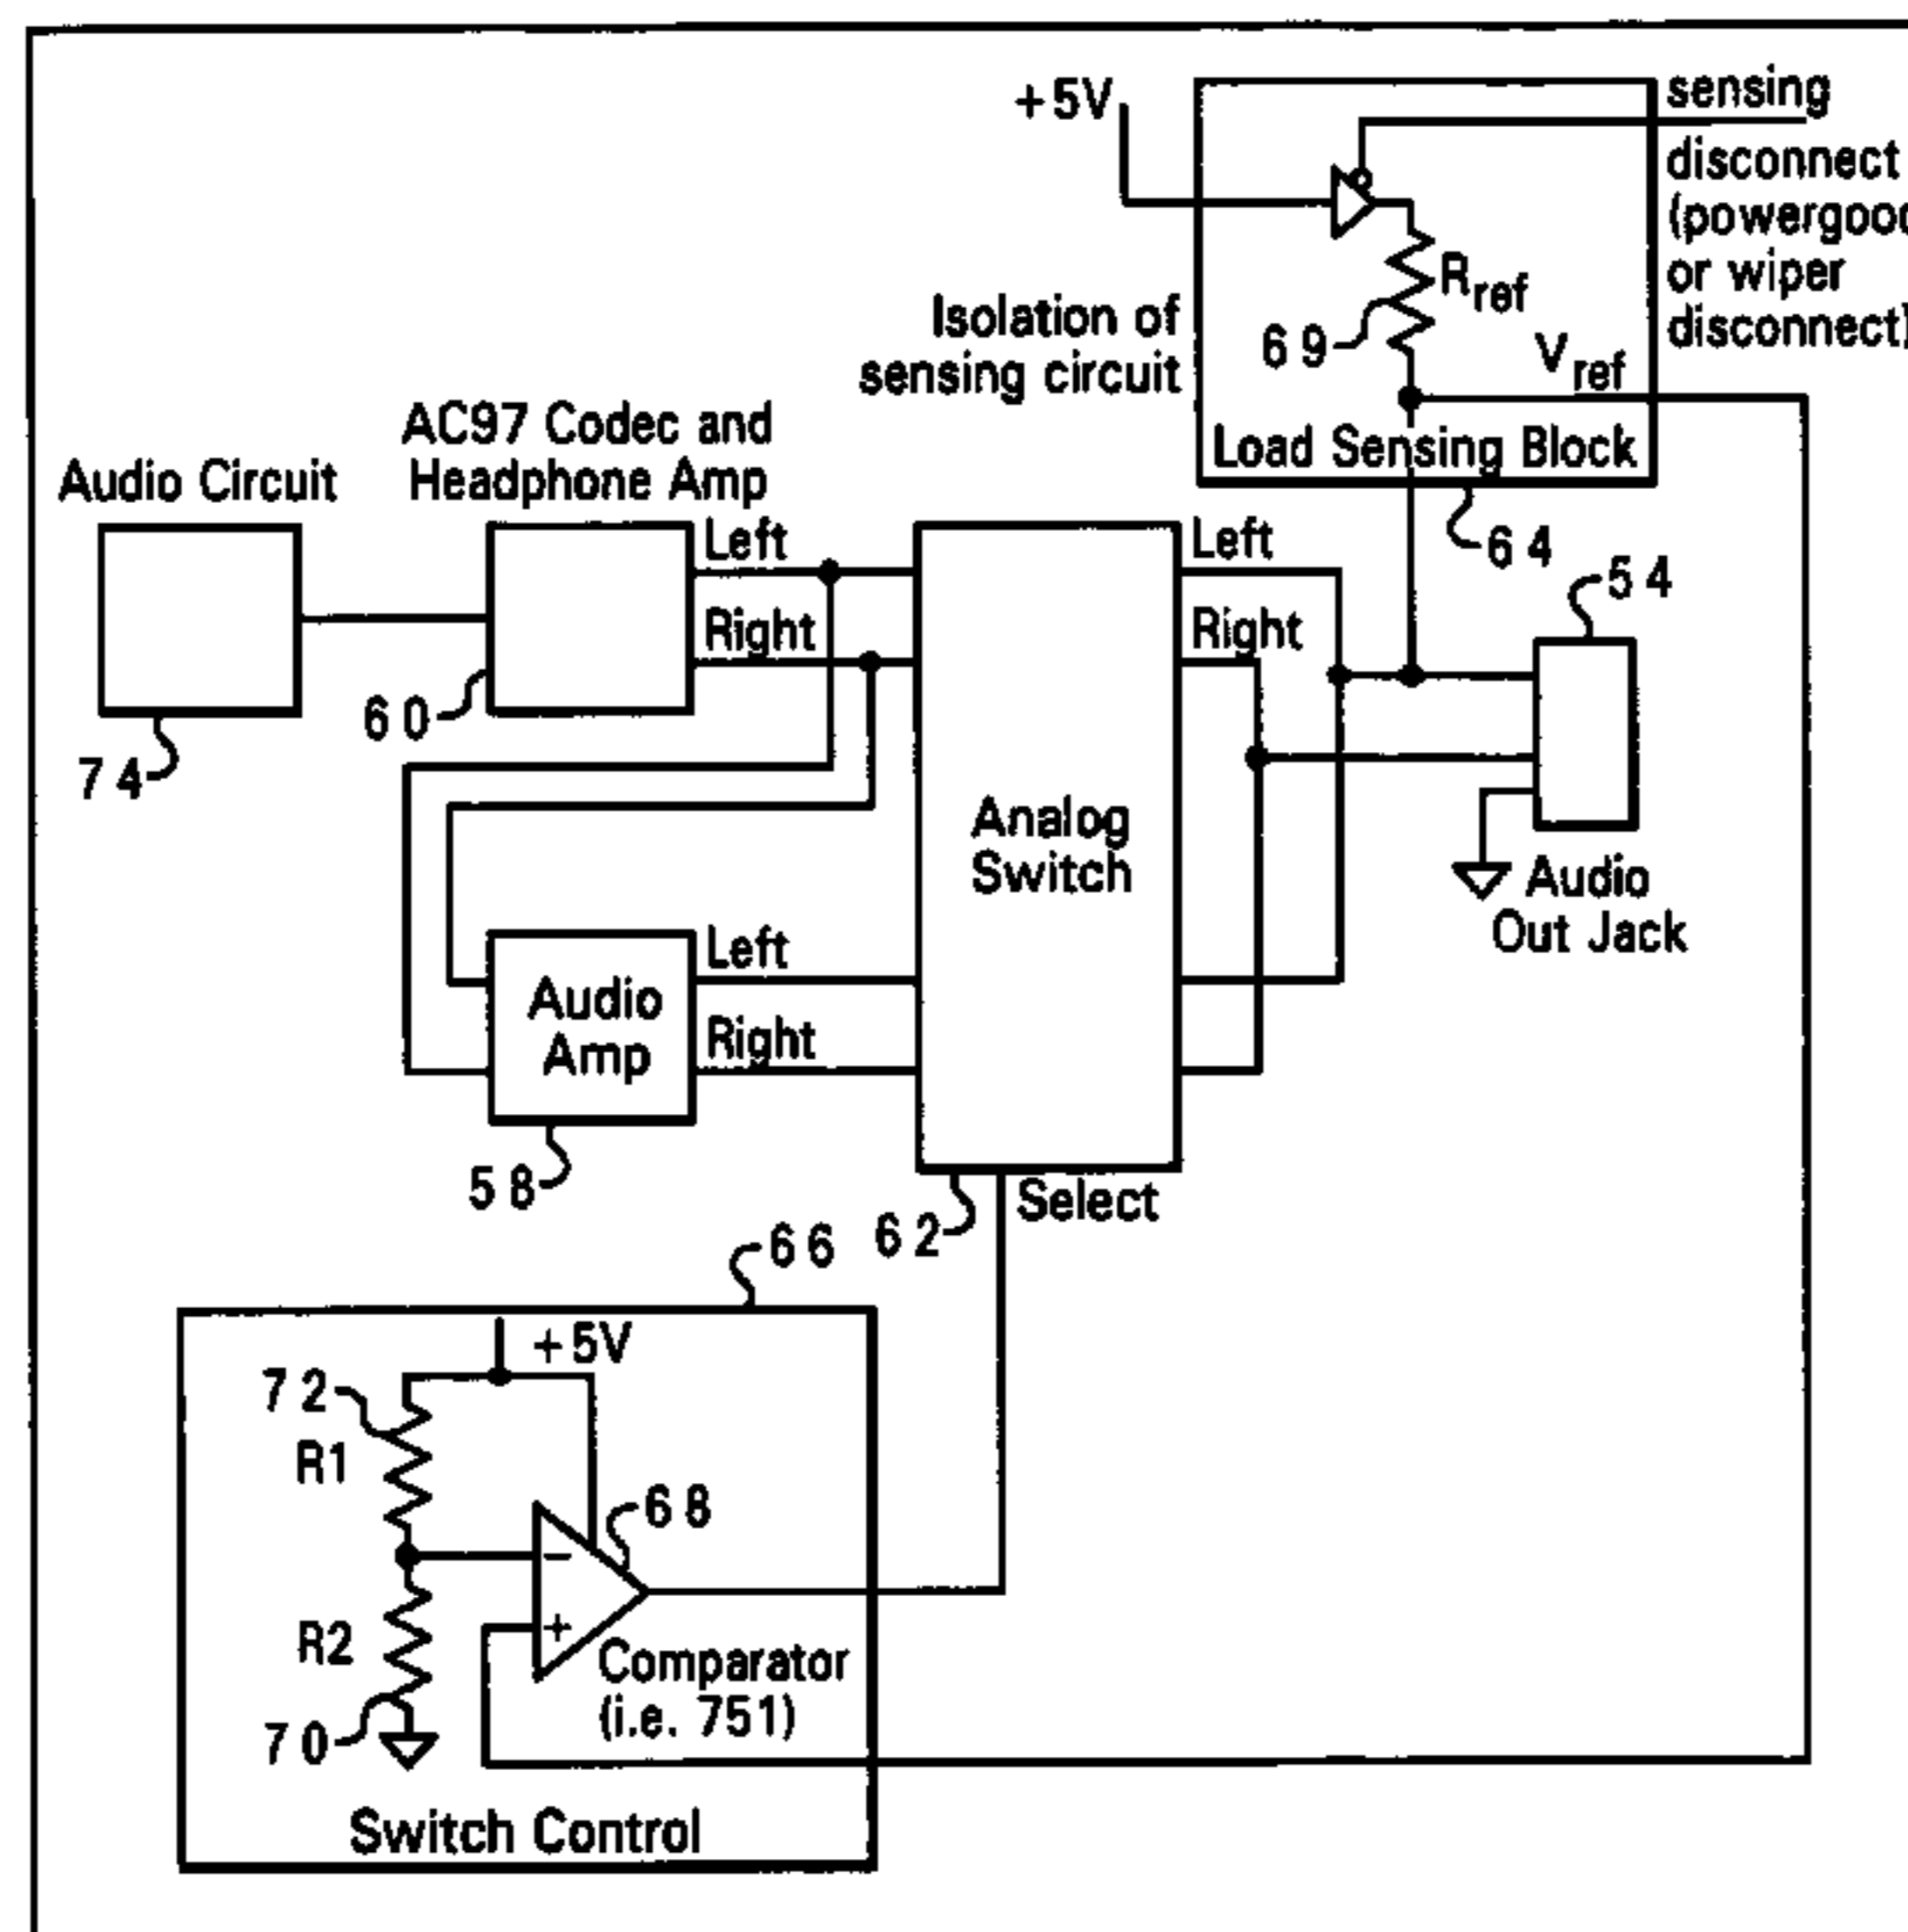 +5V
sensing
disconnect
(powergood
or wiper
disconnect)
Isolation of
sensing circuit
Rref
69
Vref
Load Sensing Block
64
AC97 Codec and
Headphone Amp
Audio Circuit
Left
Right
60
74
Left
Right
54
Analog
Switch
Audio
Out Jack
Audio
Amp
Left
Right
58
62
Select
66
+5V
72
R1
68
-
+
R2
70
Comparator
(i.e. 751)
Switch Control